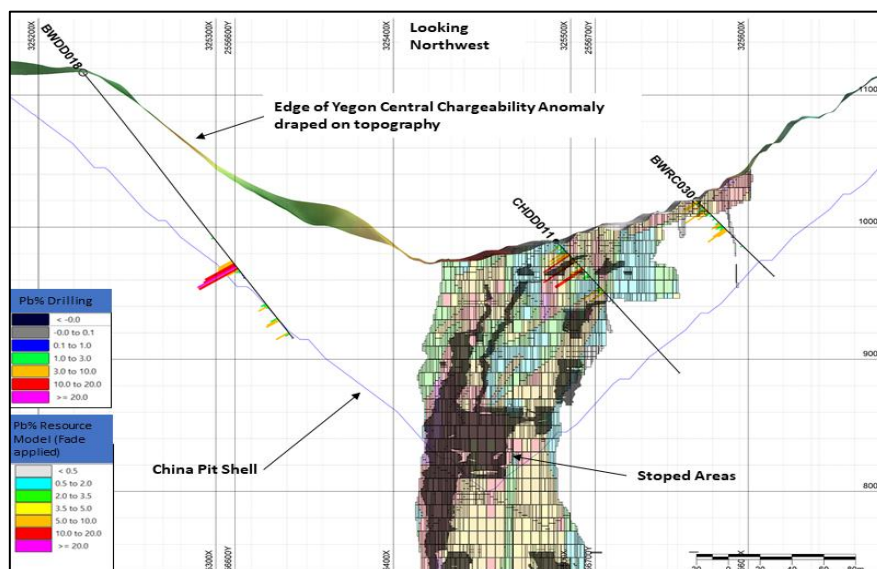 325200X
325300X
2556600Y
325400X
Looking
Northwest
325500X
2556700Y
325600X
BWDD018
Edge of Yegon Central Chargeability Anomaly
draped on topography
1100
BWRC030
CHDD011
1000
Pb% Drilling
< -0.0
-0.0 to 0.1
0.1 to 1.0
1.0 to 3.0
3.0 to 10.0
10.0 to 20.0
>= 20.0
900
Pb% Resource
Model (Fade
applied)
< 0.5
0.5 to 2.0
2.0 to 3.5
3.5 to 5.0
5.0 to 10.0
10.0 to 20.0
>= 20.0
China Pit Shell
Stoped Areas
800
325300X
2556600Y